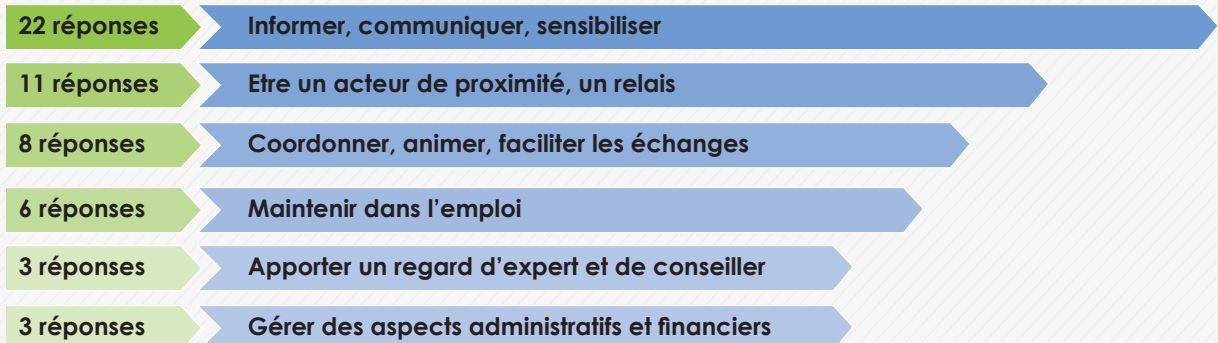 22 réponses Informer, communiquer, sensibiliser
11 réponses Etre un acteur de proximité, un relais
8 réponses Coordonner, animer, faciliter les échanges
6 réponses Maintenir dans l’emploi
3 réponses Apporter un regard d’expert et de conseiller
3 réponses Gérer des aspects administratifs et financiers